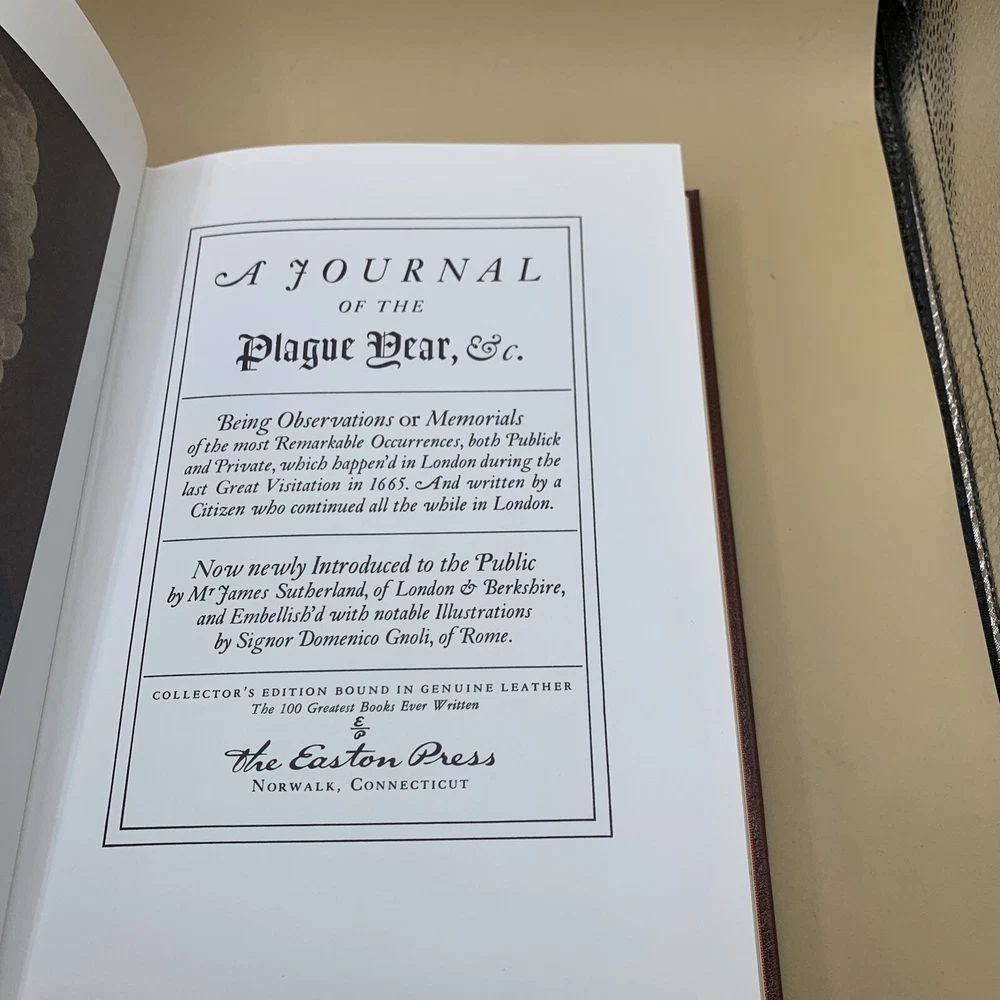 A JOURNAL
OF THE
Plague Year, &c.
Being Observations or Memorials
of the most Remarkable Occurrences, both Publick
and Private, which happen'd in London during the
last Great Visitation in 1665. And written by a
Citizen who continued all the while in London.
Now newly Introduced to the Public
by Mr James Sutherland, of London & Berkshire,
and Embellish'd with notable Illustrations
by Signor Domenico Gnoli, of Rome.
COLLECTOR'S EDITION BOUND IN GENUINE LEATHER
The 100 Greatest Books Ever Written
E
P
The Easton Press
NORWALK, CONNECTICUT